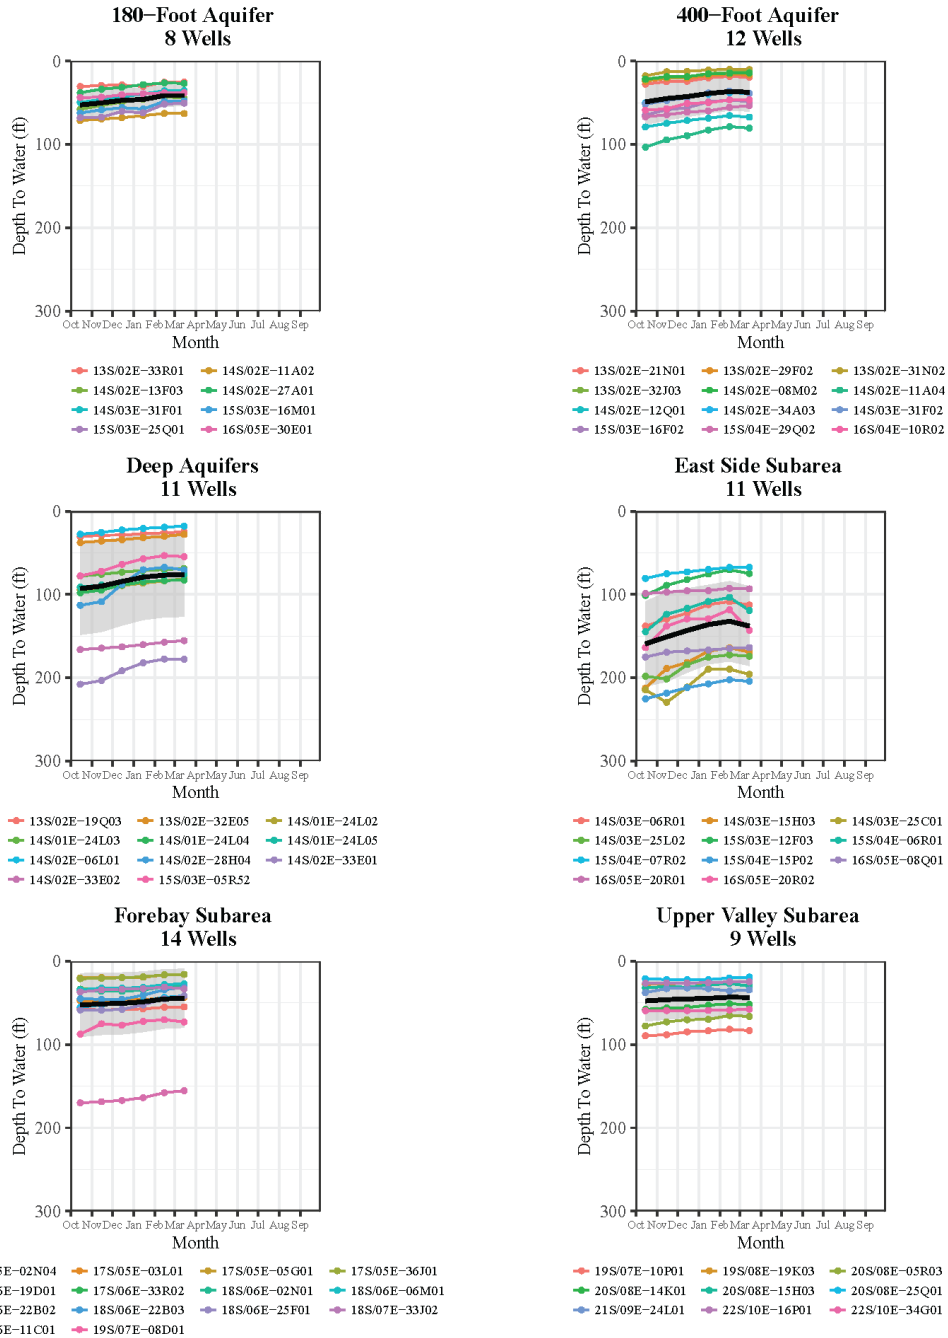 180−Foot Aquifer
8 Wells
0
100
200
300
Depth To Water (ft)
Oct Nov Dec Jan Feb Mar Apr May Jun Jul Aug Sep
Month
13S/02E−33R01 14S/02E−11A02
14S/02E−13F03 14S/02E−27A01
14S/03E−31F01 15S/03E−16M01
15S/03E−25Q01 16S/05E−30E01
400−Foot Aquifer
12 Wells
0
100
200
300
Depth To Water (ft)
Oct Nov Dec Jan Feb Mar Apr May Jun Jul Aug Sep
Month
13S/02E−21N01 13S/02E−29F02 13S/02E−31N02
13S/02E−32J03 14S/02E−08M02 14S/02E−11A04
14S/02E−12Q01 14S/02E−34A03 14S/03E−31F02
15S/03E−16F02 15S/04E−29Q02 16S/04E−10R02
Deep Aquifers
11 Wells
0
100
200
300
Depth To Water (ft)
Oct Nov Dec Jan Feb Mar Apr May Jun Jul Aug Sep
Month
13S/02E−19Q03 13S/02E−32E05 14S/01E−24L02
14S/01E−24L03 14S/01E−24L04 14S/01E−24L05
14S/02E−06L01 14S/02E−28H04 14S/02E−33E01
14S/02E−33E02 15S/03E−05R52
East Side Subarea
11 Wells
0
100
200
300
Depth To Water (ft)
Oct Nov Dec Jan Feb Mar Apr May Jun Jul Aug Sep
Month
14S/03E−06R01 14S/03E−15H03 14S/03E−25C01
14S/03E−25L02 15S/03E−12F03 15S/04E−06R01
15S/04E−07R02 15S/04E−15P02 16S/05E−08Q01
16S/05E−20R01 16S/05E−20R02
Forebay Subarea
14 Wells
0
100
200
300
Depth To Water (ft)
Oct Nov Dec Jan Feb Mar Apr May Jun Jul Aug Sep
Month
5E−02N04 17S/05E−03L01 17S/05E−05G01 17S/05E−36J01
5E−19D01 17S/06E−33R02 18S/06E−02N01 18S/06E−06M01
6E−22B02 18S/06E−22B03 18S/06E−25F01 18S/07E−33J02
6E−11C01 19S/07E−08D01
Upper Valley Subarea
9 Wells
0
100
200
300
Depth To Water (ft)
Oct Nov Dec Jan Feb Mar Apr May Jun Jul Aug Sep
Month
19S/07E−10P01 19S/08E−19K03 20S/08E−05R03
20S/08E−14K01 20S/08E−15H03 20S/08E−25Q01
21S/09E−24L01 22S/10E−16P01 22S/10E−34G01